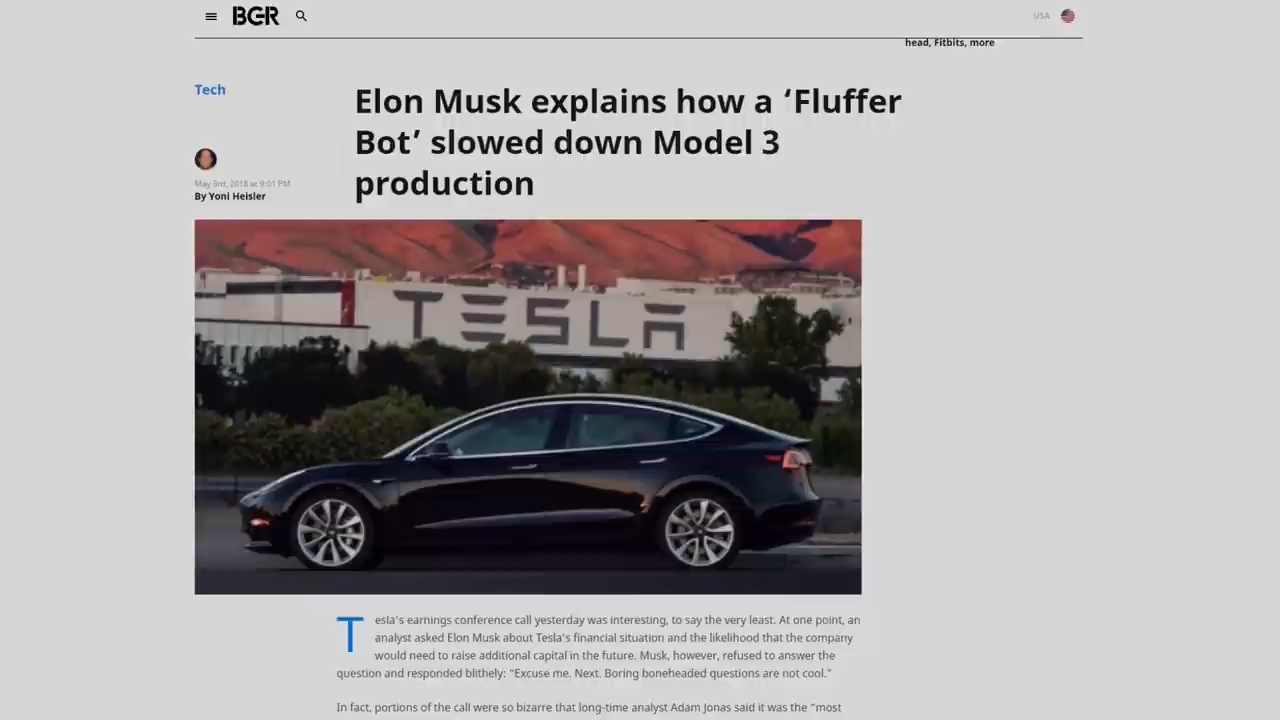 BGR
USA
head, Fitbits, more
Tech
Elon Musk explains how a ‘Fluffer
Bot’ slowed down Model 3
production
May 3rd, 2018 at 9:01 PM
By Yoni Heisler
TESLA
Tesla's earnings conference call yesterday was interesting, to say the very least. At one point, an
analyst asked Elon Musk about Tesla's financial situation and the likelihood that the company
would need to raise additional capital in the future. Musk, however, refused to answer the
question and responded blithely: "Excuse me. Next. Boring boneheaded questions are not cool."
In fact, portions of the call were so bizarre that long-time analyst Adam Jonas said it was the "most